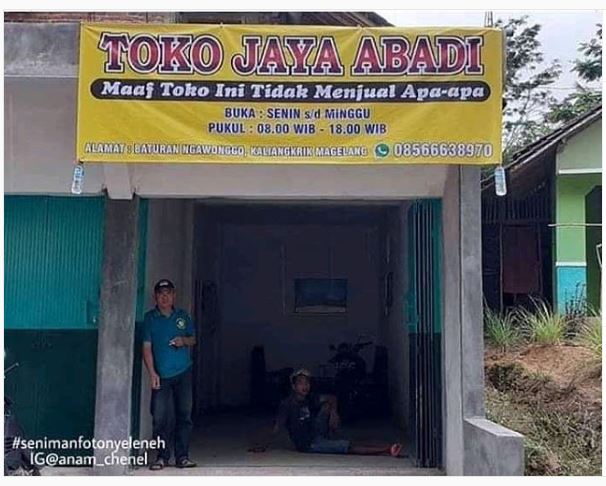 TOKO JAYA ABADI
Maaf Toko Ini Tidak Menjual Apa-apa
BUKA : SENIN s/d MINGGU
PUKUL : 08.00 WIB - 18.00 WIB
ALAMAT : BATURAN NGAWONGGO, KALIANGKRIK MAGELANG 08566638970
#senimanfotonyeleneh
IG@anam_chenel